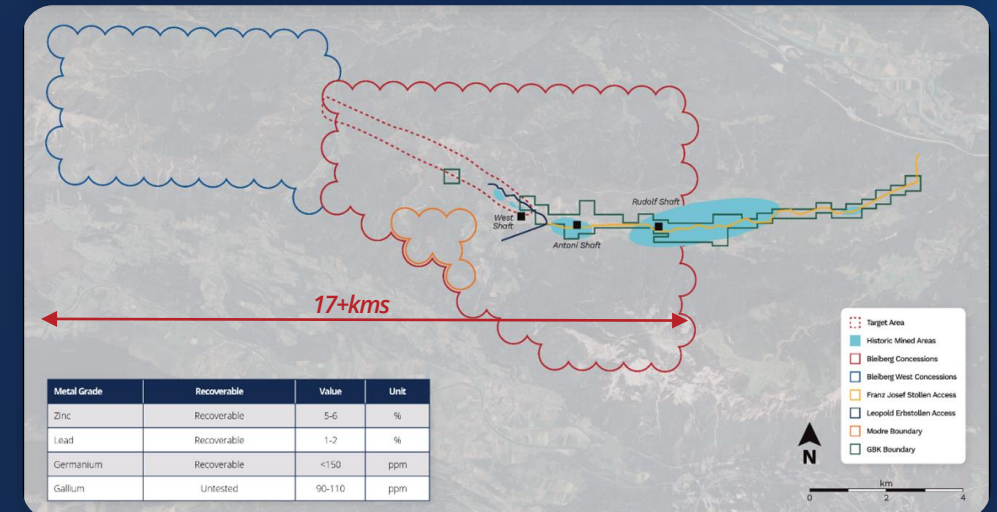 Rudolf Shaft
West
Shaft
Antoni Shaft
17+kms
Metal Grade Recoverable Value Unit
Zinc Recoverable 5-6 %
Lead Recoverable 1-2 %
Germanium Recoverable <150 ppm
Gallium Untested 90-110 ppm
Target Area
Historic Mined Areas
Bleiberg Concessions
Bleiberg West Concessions
Franz Josef Stollen Access
Leopold Erbstollen Access
Modre Boundary
GBK Boundary
N
km
0 2 4